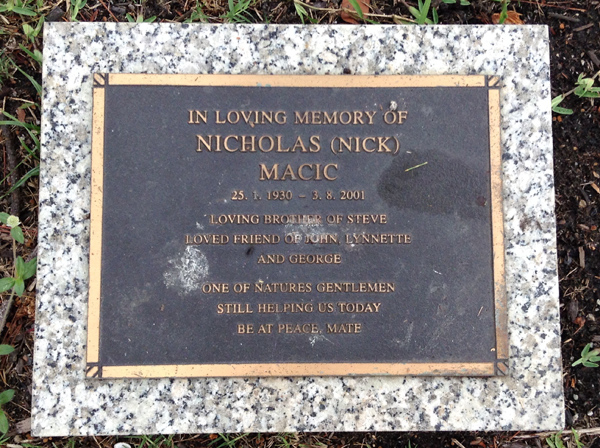 IN LOVING MEMORY OF
NICHOLAS (NICK)
MACIC
25. 1. 1930 - 3. 8. 2001
LOVING BROTHER OF STEVE
LOVED FRIEND OF JOHN, LYNNETTE
AND GEORGE
ONE OF NATURES GENTLEMEN
STILL HELPING US TODAY
BE AT PEACE, MATE